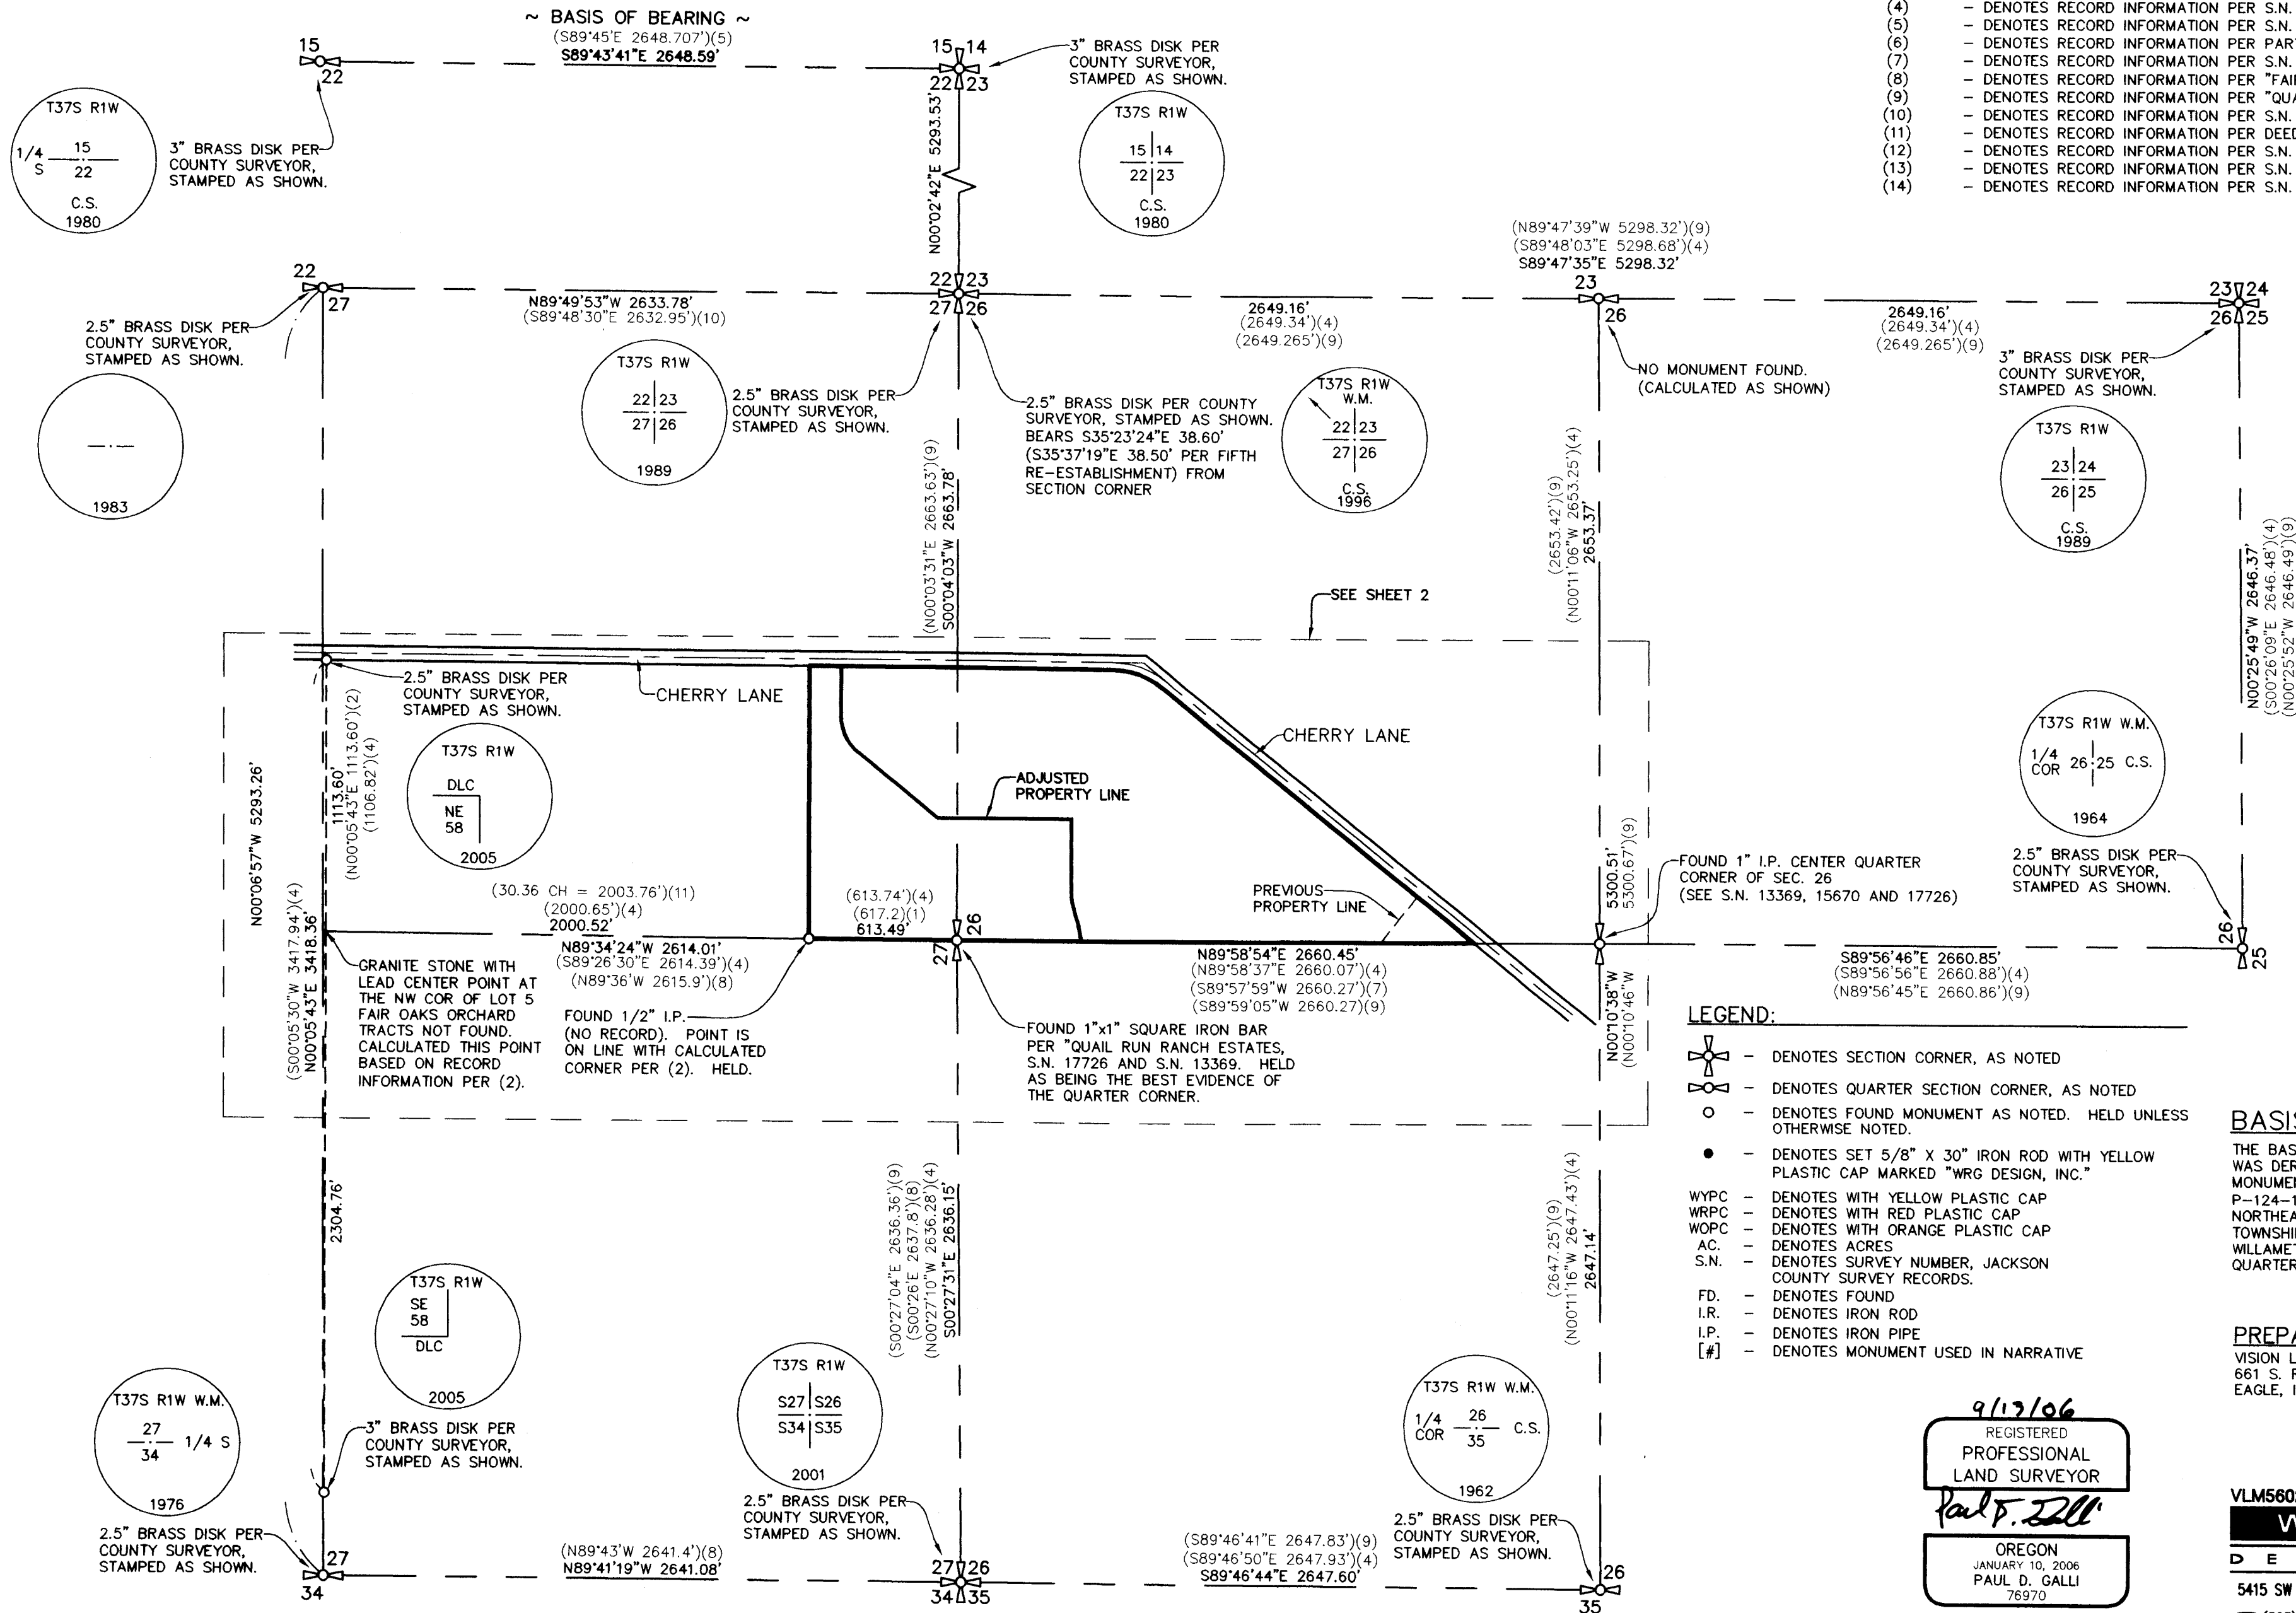 ~ BASIS OF BEARING ~
(S89°45'E 2648.707')(5)
S89°43'41"E 2648.59'
15
22
15 14
22 23
3" BRASS DISK PER
COUNTY SURVEYOR,
STAMPED AS SHOWN.
T37S R1W
1/4 15
S 22
C.S.
1980
3" BRASS DISK PER
COUNTY SURVEYOR,
STAMPED AS SHOWN.
N00°02'42"E 5293.53'
T37S R1W
15 14
22 23
C.S.
1980
(4) - DENOTES RECORD INFORMATION PER S.N.
(5) - DENOTES RECORD INFORMATION PER S.N.
(6) - DENOTES RECORD INFORMATION PER PAR
(7) - DENOTES RECORD INFORMATION PER S.N.
(8) - DENOTES RECORD INFORMATION PER "FAI
(9) - DENOTES RECORD INFORMATION PER "QUA
(10) - DENOTES RECORD INFORMATION PER S.N.
(11) - DENOTES RECORD INFORMATION PER DEED
(12) - DENOTES RECORD INFORMATION PER S.N.
(13) - DENOTES RECORD INFORMATION PER S.N.
(14) - DENOTES RECORD INFORMATION PER S.N.
22
27
N89°49'53"W 2633.78'
(S89°48'30"E 2632.95')(10)
22 23
27 26
2649.16'
(2649.34')(4)
(2649.265')(9)
(N89°47'39"W 5298.32')(9)
(S89°48'03"E 5298.68')(4)
S89°47'35"E 5298.32'
23
26
2649.16'
(2649.34')(4)
(2649.265')(9)
23 24
26 25
2.5" BRASS DISK PER
COUNTY SURVEYOR,
STAMPED AS SHOWN.
1983
T37S R1W
22 23
27 26
1989
2.5" BRASS DISK PER
COUNTY SURVEYOR,
STAMPED AS SHOWN.
2.5" BRASS DISK PER COUNTY
SURVEYOR, STAMPED AS SHOWN.
BEARS S35°23'24"E 38.60'
(S35°37'19"E 38.50' PER FIFTH
RE-ESTABLISHMENT) FROM
SECTION CORNER
T37S R1W
W.M.
22 23
27 26
C.S.
1996
NO MONUMENT FOUND.
(CALCULATED AS SHOWN)
3" BRASS DISK PER
COUNTY SURVEYOR,
STAMPED AS SHOWN.
T37S R1W
23 24
26 25
C.S.
1989
(N00°03'31"E 2663.63')(9)
S00°04'03"W 2663.78'
(2653.42')(9)
(N00°11'06"W 2653.25')(4)
2653.37'
N00°25'49"W 2646.37'
(S00°26'09"E 2646.48')(4)
(N00°25'52"W 2646.49')(9)
SEE SHEET 2
2.5" BRASS DISK PER
COUNTY SURVEYOR,
STAMPED AS SHOWN.
CHERRY LANE
CHERRY LANE
T37S R1W
DLC
NE
58
2005
N00°06'57"W 5293.26'
1113.60'
(N00°05'43"E 1113.60')(2)
(1106.82')(4)
ADJUSTED
PROPERTY LINE
PREVIOUS
PROPERTY LINE
T37S R1W W.M.
1/4
COR 26 25 C.S.
1964
2.5" BRASS DISK PER
COUNTY SURVEYOR,
STAMPED AS SHOWN.
5300.51'
5300.67')(9)
FOUND 1" I.P. CENTER QUARTER
CORNER OF SEC. 26
(SEE S.N. 13369, 15670 AND 17726)
(30.36 CH = 2003.76')(11)
(2000.65')(4)
2000.52'
N89°34'24"W 2614.01'
(S89°26'30"E 2614.39')(4)
(N89°36'W 2615.9')(8)
(613.74')(4)
(617.2)(1)
613.49'
27
26
N89°58'54"E 2660.45'
(N89°58'37"E 2660.07')(4)
(S89°57'59"W 2660.27')(7)
(S89°59'05"W 2660.27)(9)
S89°56'46"E 2660.85'
(S89°56'56"E 2660.88')(4)
(N89°56'45"E 2660.86')(9)
26
25
(S00°05'30"W 3417.94')(4)
N00°05'43"E 3418.36'
N00°10'38"W
(N00°10'46"W
GRANITE STONE WITH
LEAD CENTER POINT AT
THE NW COR OF LOT 5
FAIR OAKS ORCHARD
TRACTS NOT FOUND.
CALCULATED THIS POINT
BASED ON RECORD
INFORMATION PER (2).
FOUND 1/2" I.P.
(NO RECORD). POINT IS
ON LINE WITH CALCULATED
CORNER PER (2). HELD.
FOUND 1"x1" SQUARE IRON BAR
PER "QUAIL RUN RANCH ESTATES,
S.N. 17726 AND S.N. 13369. HELD
AS BEING THE BEST EVIDENCE OF
THE QUARTER CORNER.
LEGEND:
- DENOTES SECTION CORNER, AS NOTED
- DENOTES QUARTER SECTION CORNER, AS NOTED
- DENOTES FOUND MONUMENT AS NOTED. HELD UNLESS
OTHERWISE NOTED.
- DENOTES SET 5/8" X 30" IRON ROD WITH YELLOW
PLASTIC CAP MARKED "WRG DESIGN, INC."
WYPC - DENOTES WITH YELLOW PLASTIC CAP
WRPC - DENOTES WITH RED PLASTIC CAP
WOPC - DENOTES WITH ORANGE PLASTIC CAP
AC. - DENOTES ACRES
S.N. - DENOTES SURVEY NUMBER, JACKSON
COUNTY SURVEY RECORDS.
FD. - DENOTES FOUND
I.R. - DENOTES IRON ROD
I.P. - DENOTES IRON PIPE
[#] - DENOTES MONUMENT USED IN NARRATIVE
BASIS
THE BAS
WAS DER
MONUMEN
P-124-1
NORTHEA
TOWNSHI
WILLAMET
QUARTER
PREPA
VISION L
661 S. R
EAGLE, I
2304.76'
(S00°27'04"E 2636.36')(9)
(S00°26'E 2637.8')(8)
(N00°27'10"W 2636.28')(4)
S00°27'31"E 2636.15'
(2647.25')(9)
(N00°11'16"W 2647.43')(4)
2647.14'
T37S R1W
SE
58
DLC
2005
3" BRASS DISK PER
COUNTY SURVEYOR,
STAMPED AS SHOWN.
T37S R1W W.M.
27
34 1/4 S
1976
2.5" BRASS DISK PER
COUNTY SURVEYOR,
STAMPED AS SHOWN.
T37S R1W
S27 S26
S34 S35
2001
2.5" BRASS DISK PER
COUNTY SURVEYOR,
STAMPED AS SHOWN.
T37S R1W W.M.
1/4 26
COR 35 C.S.
1962
2.5" BRASS DISK PER
COUNTY SURVEYOR,
STAMPED AS SHOWN.
27
34
(N89°43'W 2641.4')(8)
N89°41'19"W 2641.08'
27 26
34 35
(S89°46'41"E 2647.83')(9)
(S89°46'50"E 2647.93')(4)
S89°46'44"E 2647.60'
26
35
9/13/06
REGISTERED
PROFESSIONAL
LAND SURVEYOR
OREGON
JANUARY 10, 2006
PAUL D. GALLI
76970
VLM560
D E
5415 SW